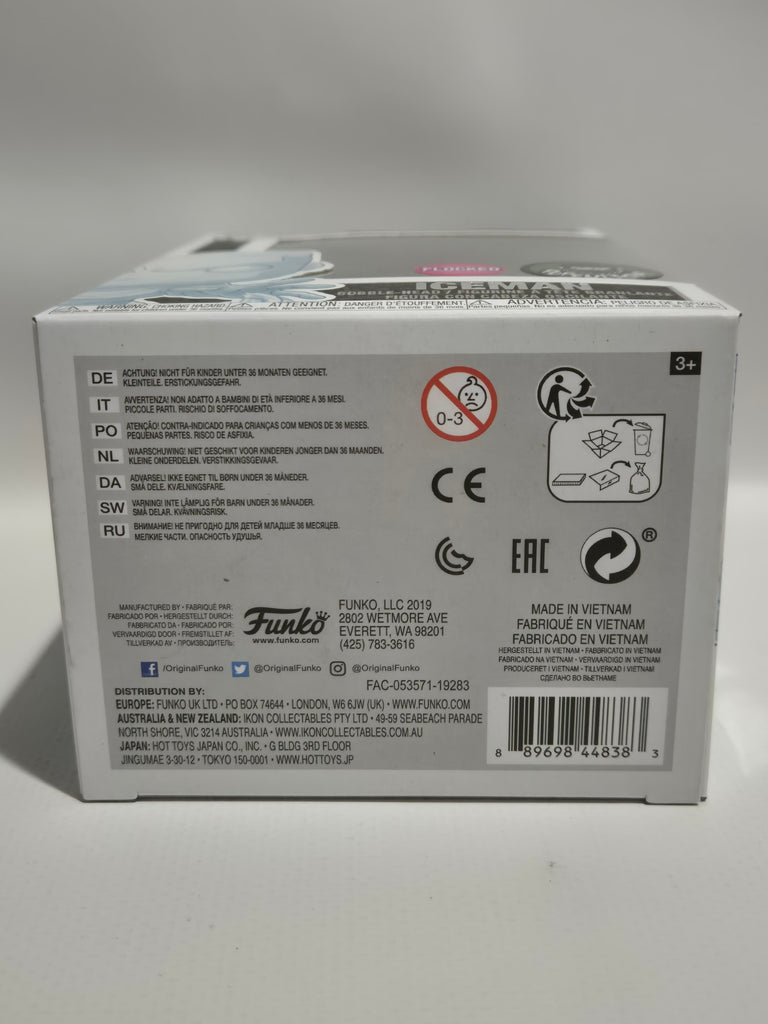 FLOCKED
ICEMAN
BOBBLE-HEAD / FIGURINE À TÊTE BRANLANTE
FIGURA CON CABEZA OSCILANTE
WARNING: CHOKING HAZARD
ATTENTION: DANGER D'ÉTOUFFEMENT
ADVERTENCIA: PELIGRO DE ASFIXIA
3+
DE ACHTUNG! NICHT FÜR KINDER UNTER 36 MONATEN GEEIGNET.
KLEINTEILE. ERSTICKUNGSGEFAHR.
IT AVVERTENZA! NON ADATTO A BAMBINI DI ETÀ INFERIORE A 36 MESI.
PICCOLE PARTI. RISCHIO DI SOFFOCAMENTO.
PO ATENÇÃO! CONTRA-INDICADO PARA CRIANÇAS COM MENOS DE 36 MESES.
PEQUENAS PARTES. RISCO DE ASFIXIA.
NL WAARSCHUWING! NIET GESCHIKT VOOR KINDEREN JONGER DAN 36 MAANDEN.
KLEINE ONDERDELEN. VERSTIKKINGSGEVAAR.
DA ADVARSEL! IKKE EGNET TIL BØRN UNDER 36 MÅNEDER.
SMÅ DELE. KVÆLNINGSFARE.
SW VARNING! INTE LÄMPLIG FÖR BARN UNDER 36 MÅNADER.
SMÅ DELAR. KVÄVNINGSRISK.
RU ВНИМАНИЕ! НЕ ПРИГОДНО ДЛЯ ДЕТЕЙ МЛАДШЕ 36 МЕСЯЦЕВ.
МЕЛКИЕ ЧАСТИ. ОПАСНОСТЬ УДУШЬЯ.
0-3
CE
EAC
®
MANUFACTURED BY • FABRIQUÉ PAR:
FABRICADO POR • HERGESTELLT DURCH:
FABBRICATO DA • FABRICADO POR:
VERVAARDIGD DOOR • FREMSTILLET AF:
TILLVERKAD AV • ПРОИЗВОДИТЕЛЬ:
Funko
www.funko.com
FUNKO, LLC 2019
2802 WETMORE AVE
EVERETT, WA 98201
(425) 783-3616
/OriginalFunko @OriginalFunko @OriginalFunko
FAC-053571-19283
DISTRIBUTION BY:
EUROPE: FUNKO UK LTD • PO BOX 74644 • LONDON, W6 6JW (UK) • WWW.FUNKO.COM
AUSTRALIA & NEW ZEALAND: IKON COLLECTABLES PTY LTD • 49-59 SEABEACH PARADE
NORTH SHORE, VIC 3214 AUSTRALIA • WWW.IKONCOLLECTABLES.COM.AU
JAPAN: HOT TOYS JAPAN CO., INC. • G BLDG 3RD FLOOR
JINGUMAE 3-30-12 • TOKYO 150-0001 • WWW.HOTTOYS.JP
MADE IN VIETNAM
FABRIQUÉ EN VIETNAM
FABRICADO EN VIETNAM
HERGESTELLT IN VIETNAM • FABBRICATO IN VIETNAM
FABRICADO NA VIETNAM • VERVAARDIGD IN VIETNAM
PRODUCERET I VIETNAM • TILLVERKAD I VIETNAM
СДЕЛАНО ВО ВЬЕТНАМЕ
8 89698 44838 3